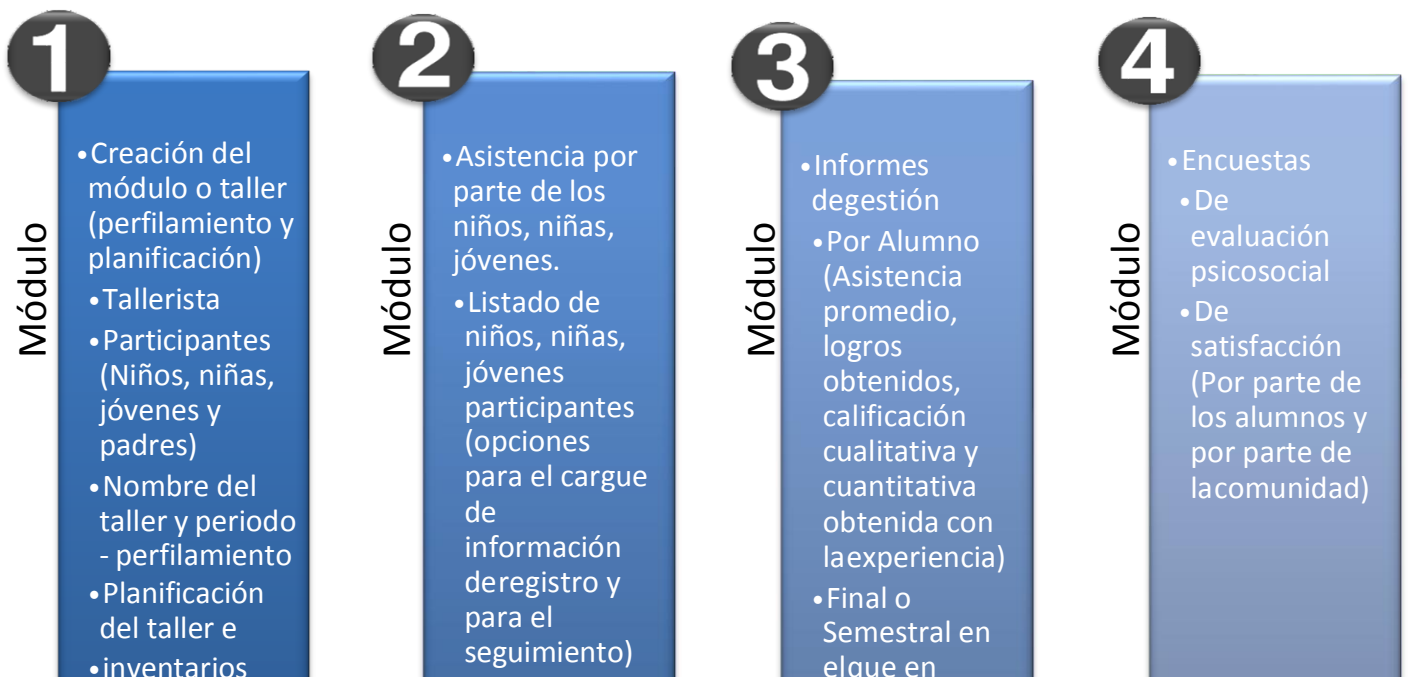 1
Módulo
•Creación del
módulo o taller
(perfilamiento y
planificación)
•Tallerista
•Participantes
(Niños, niñas,
jóvenes y
padres)
•Nombre del
taller y periodo
- perfilamiento
•Planificación
del taller e
•inventarios
2
Módulo
•Asistencia por
parte de los
niños, niñas,
jóvenes.
•Listado de
niños, niñas,
jóvenes
participantes
(opciones
para el cargue
de
información
deregistro y
para el
seguimiento)
3
Módulo
•Informes
degestión
•Por Alumno
(Asistencia
promedio,
logros
obtenidos,
calificación
cualitativa y
cuantitativa
obtenida con
laexperiencia)
•Final o
Semestral en
elque en
4
Módulo
•Encuestas
•De
evaluación
psicosocial
•De
satisfacción
(Por parte de
los alumnos y
por parte de
lacomunidad)